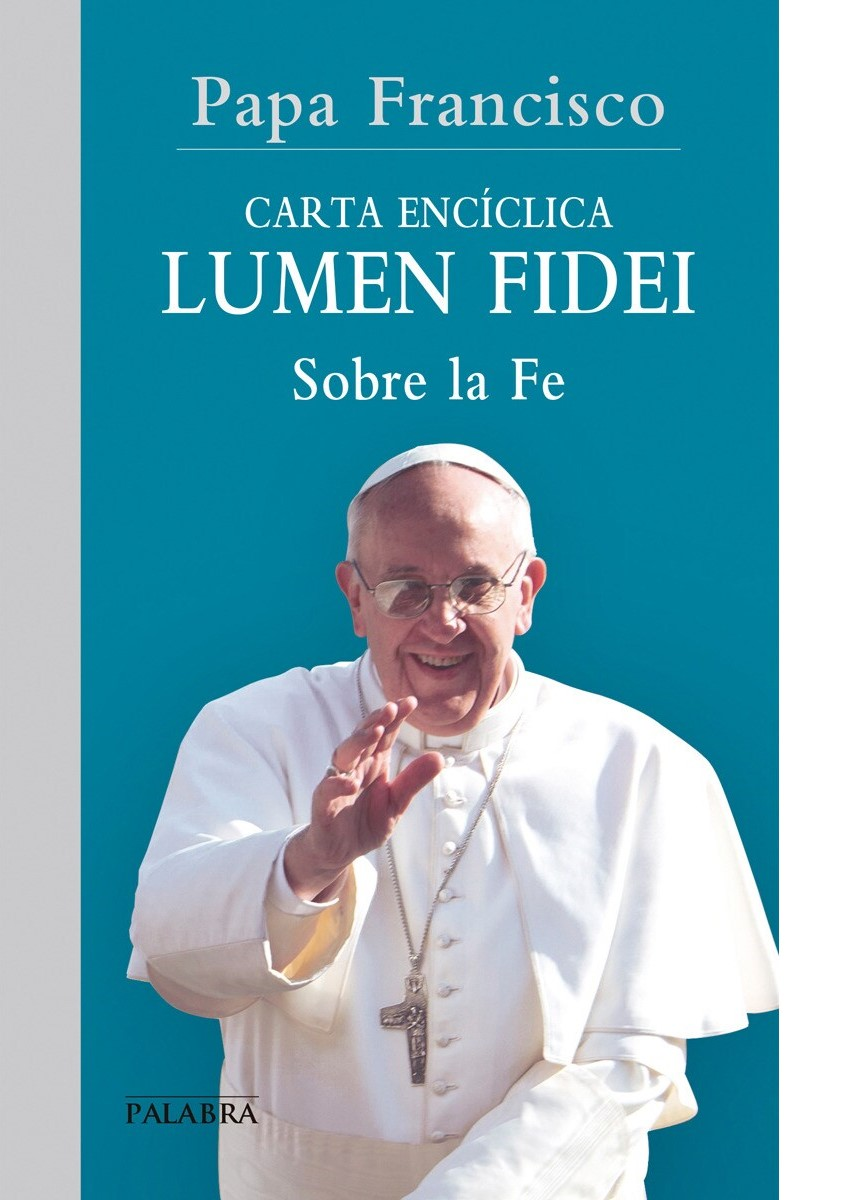 Papa Francisco
CARTA ENCÍCLICA
LUMEN FIDEI
Sobre la Fe
PALABRA